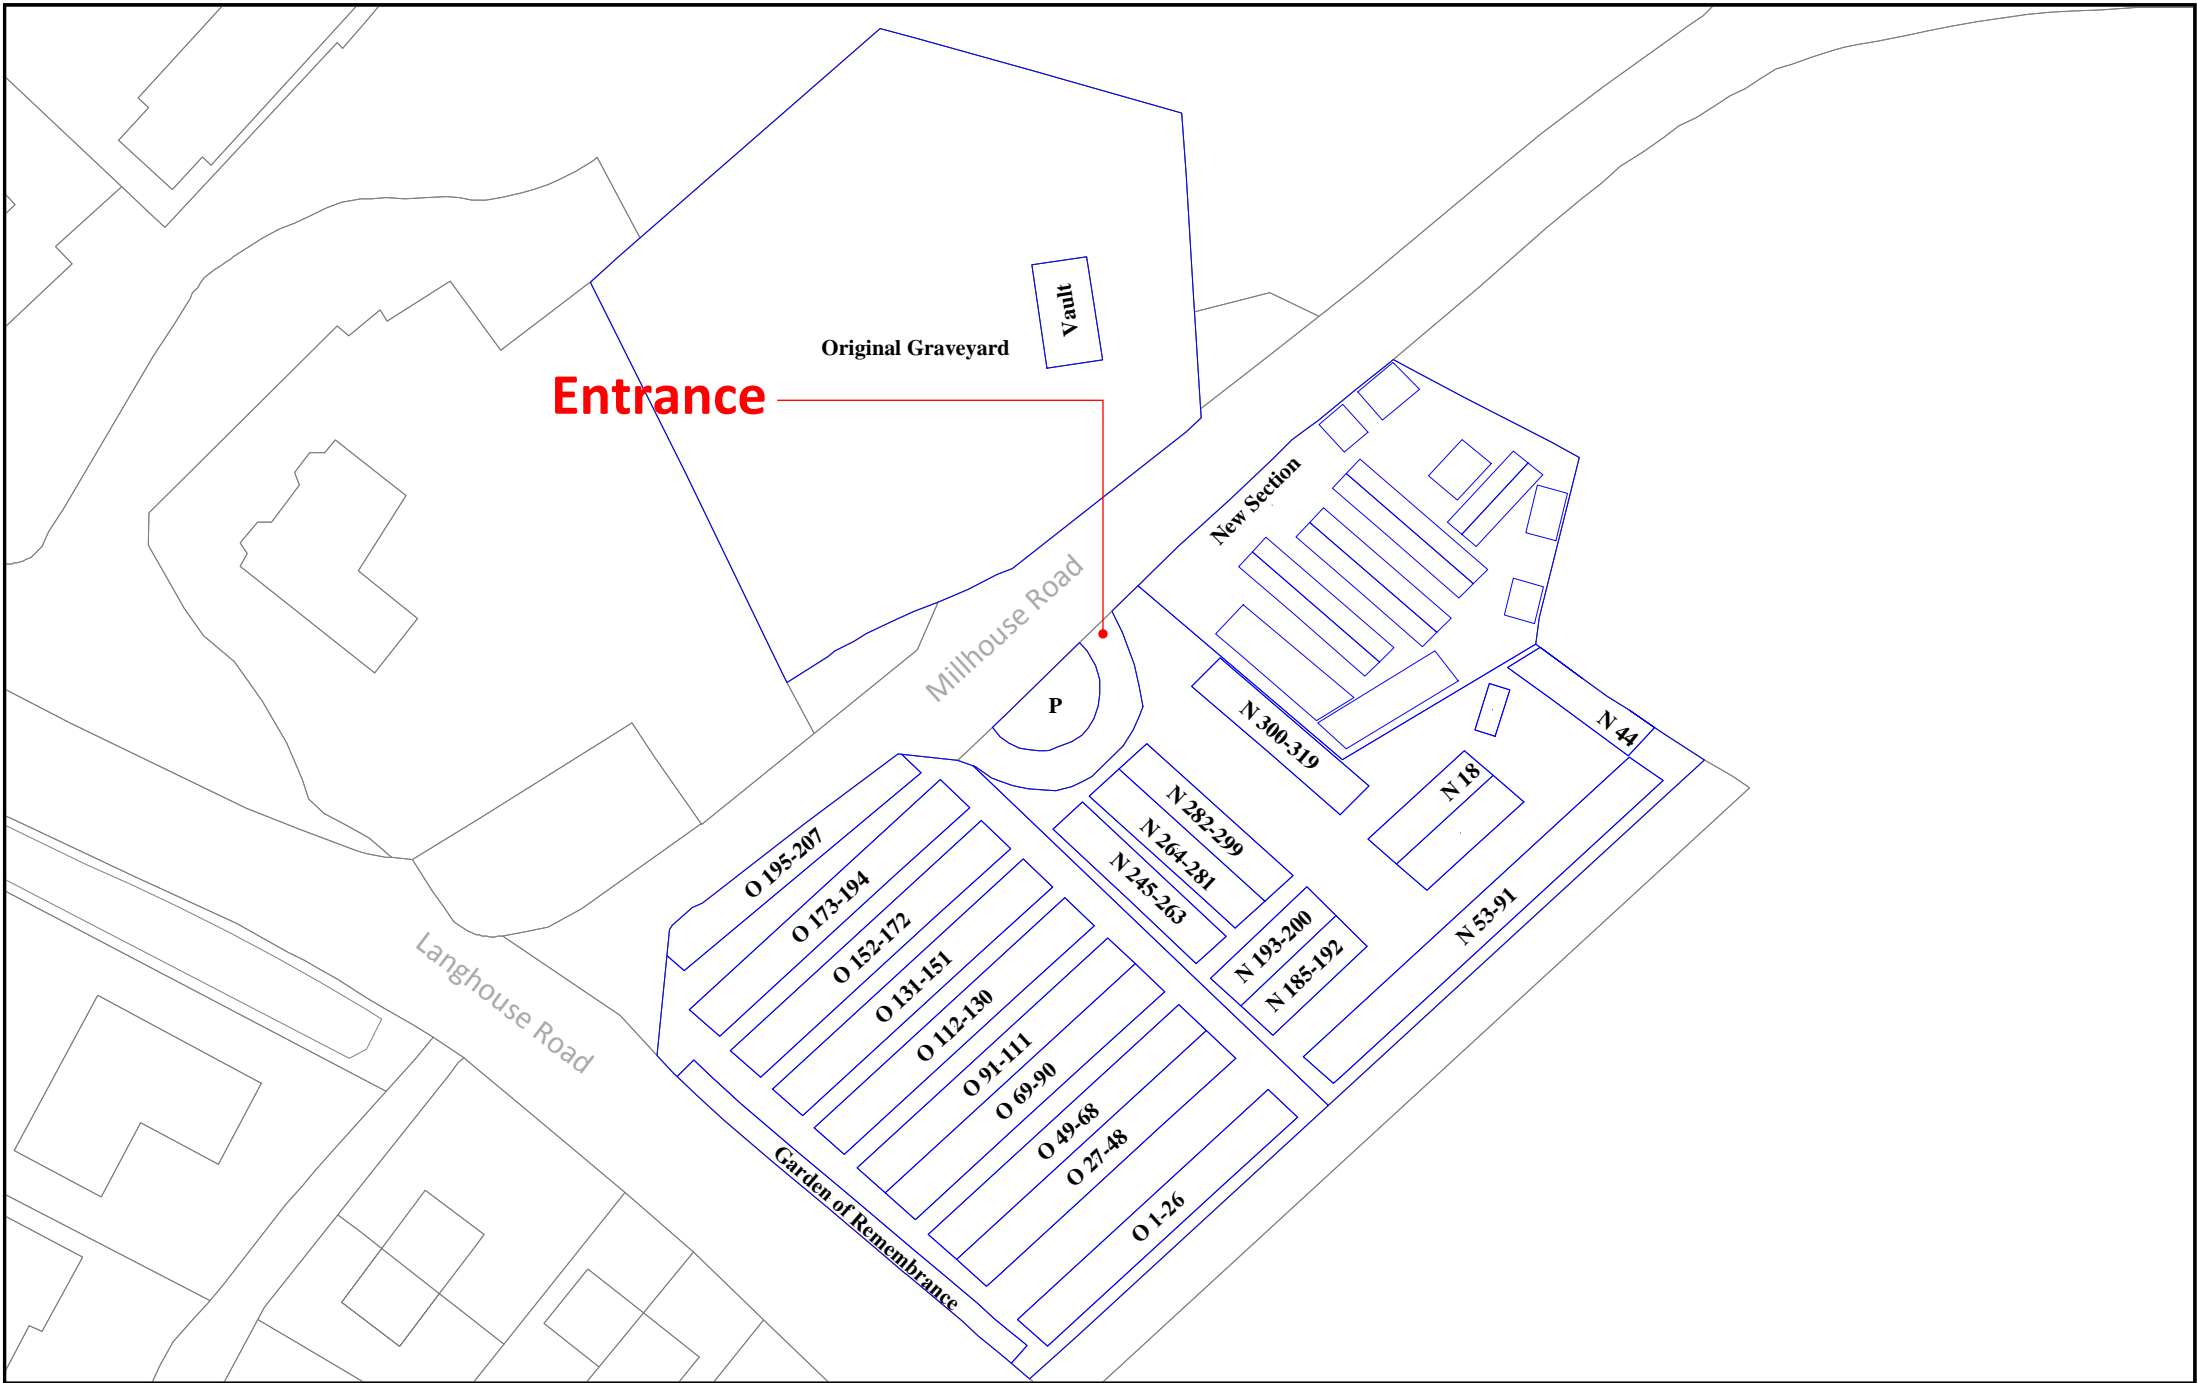 Vault
Original Graveyard
Entrance
New Section
Millhouse Road
P
N 300-319
N 44
N 18
N 282-299
N 264-281
N 245-263
O 195-207
O 173-194
O 152-172
O 131-151
O 112-130
O 91-111
O 69-90
O 49-68
O 27-48
O 1-26
N 193-200
N 185-192
N 53-91
Langhouse Road
Garden of Remembrance